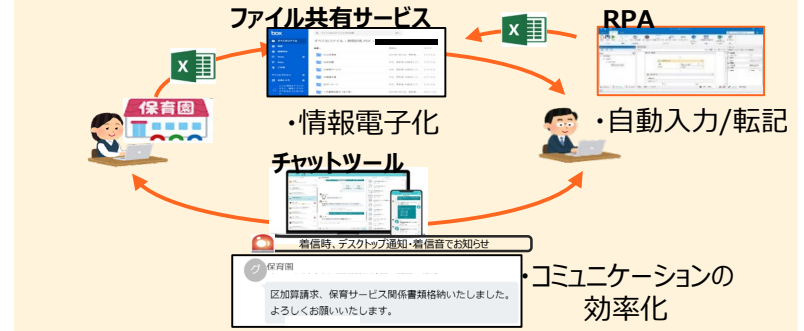 ファイル共有サービス
RPA
box
保育園
・情報電子化
・自動入力/転記
チャットツール
着信時、デスクトップ通知・着信音でお知らせ
グ 保育園
区加算請求、保育サービス関係書類格納いたしました。
よろしくお願いいたします。
・コミュニケーションの
効率化